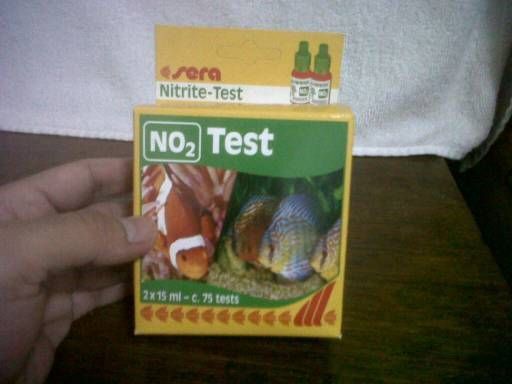 sera
Nitrite-Test
NO₂ Test
2 x 15 ml – c. 75 tests